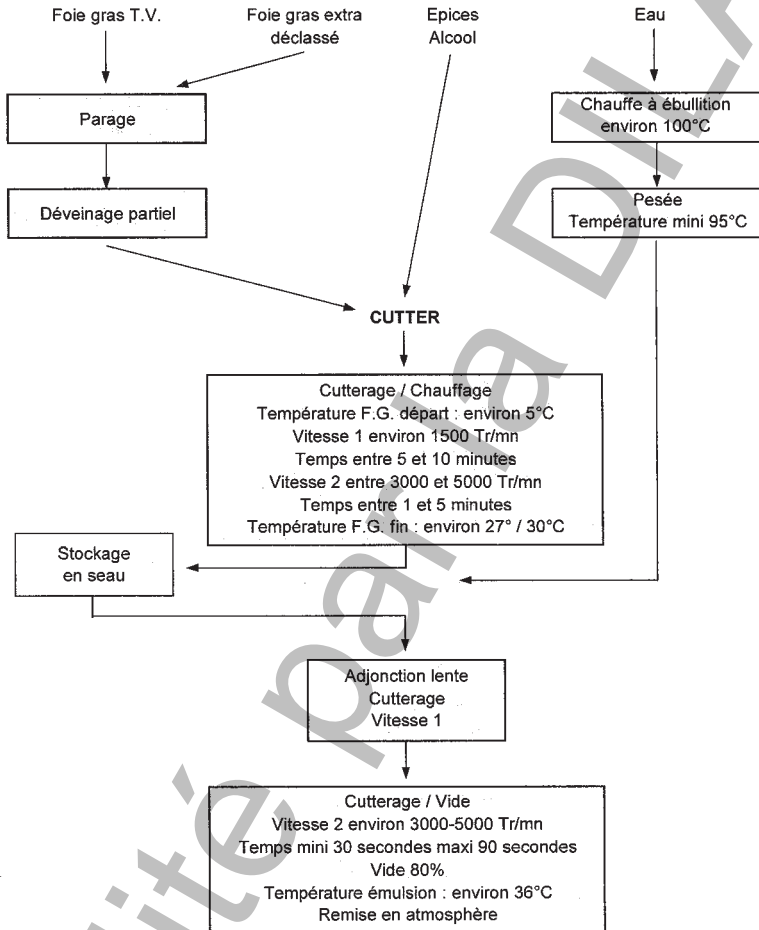 Foie gras T.V.
Foie gras extra
déclassé
Epices
Alcool
Eau
Parage
Chauffe à ébullition
environ 100°C
Déveinage partiel
Pesée
Température mini 95°C
CUTTER
Cutterage / Chauffage
Température F.G. départ : environ 5°C
Vitesse 1 environ 1500 Tr/mn
Temps entre 5 et 10 minutes
Vitesse 2 entre 3000 et 5000 Tr/mn
Temps entre 1 et 5 minutes
Température F.G. fin : environ 27° / 30°C
Stockage
en seau
Adjonction lente
Cutterage
Vitesse 1
Cutterage / Vide
Vitesse 2 environ 3000-5000 Tr/mn
Temps mini 30 secondes maxi 90 secondes
Vide 80%
Température émulsion : environ 36°C
Remise en atmosphère
ité par la DILA